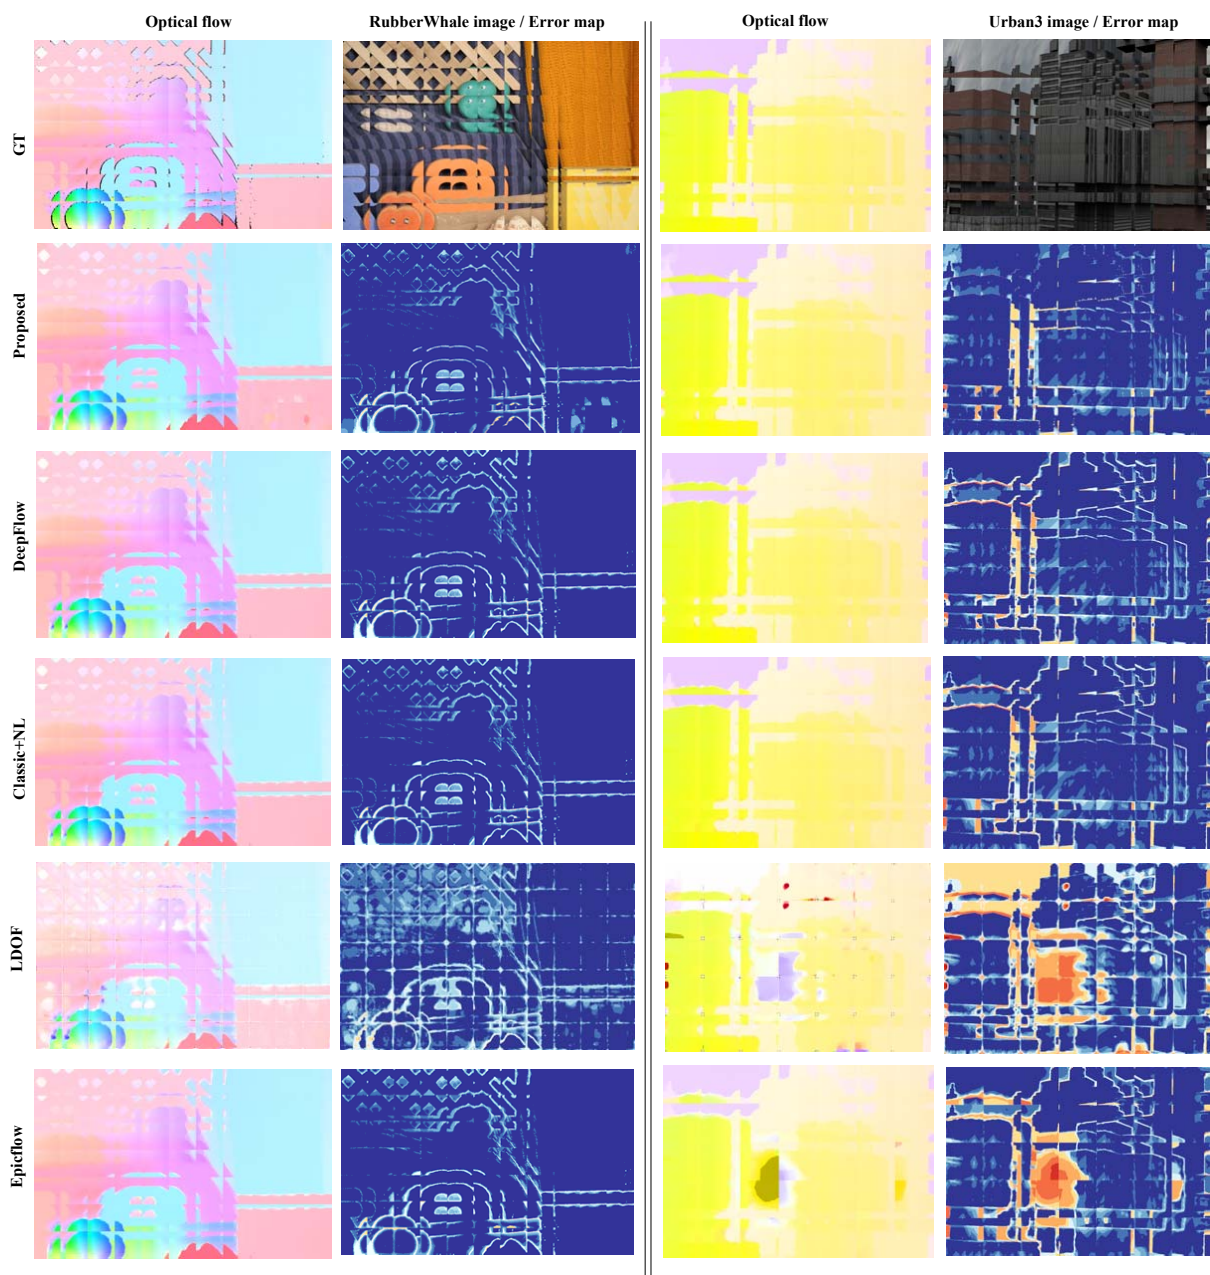 Optical flow
RubberWhale image / Error map
Optical flow
Urban3 image / Error map
GT
Proposed
DeepFlow
Classic+NL
LDOF
Epicflow